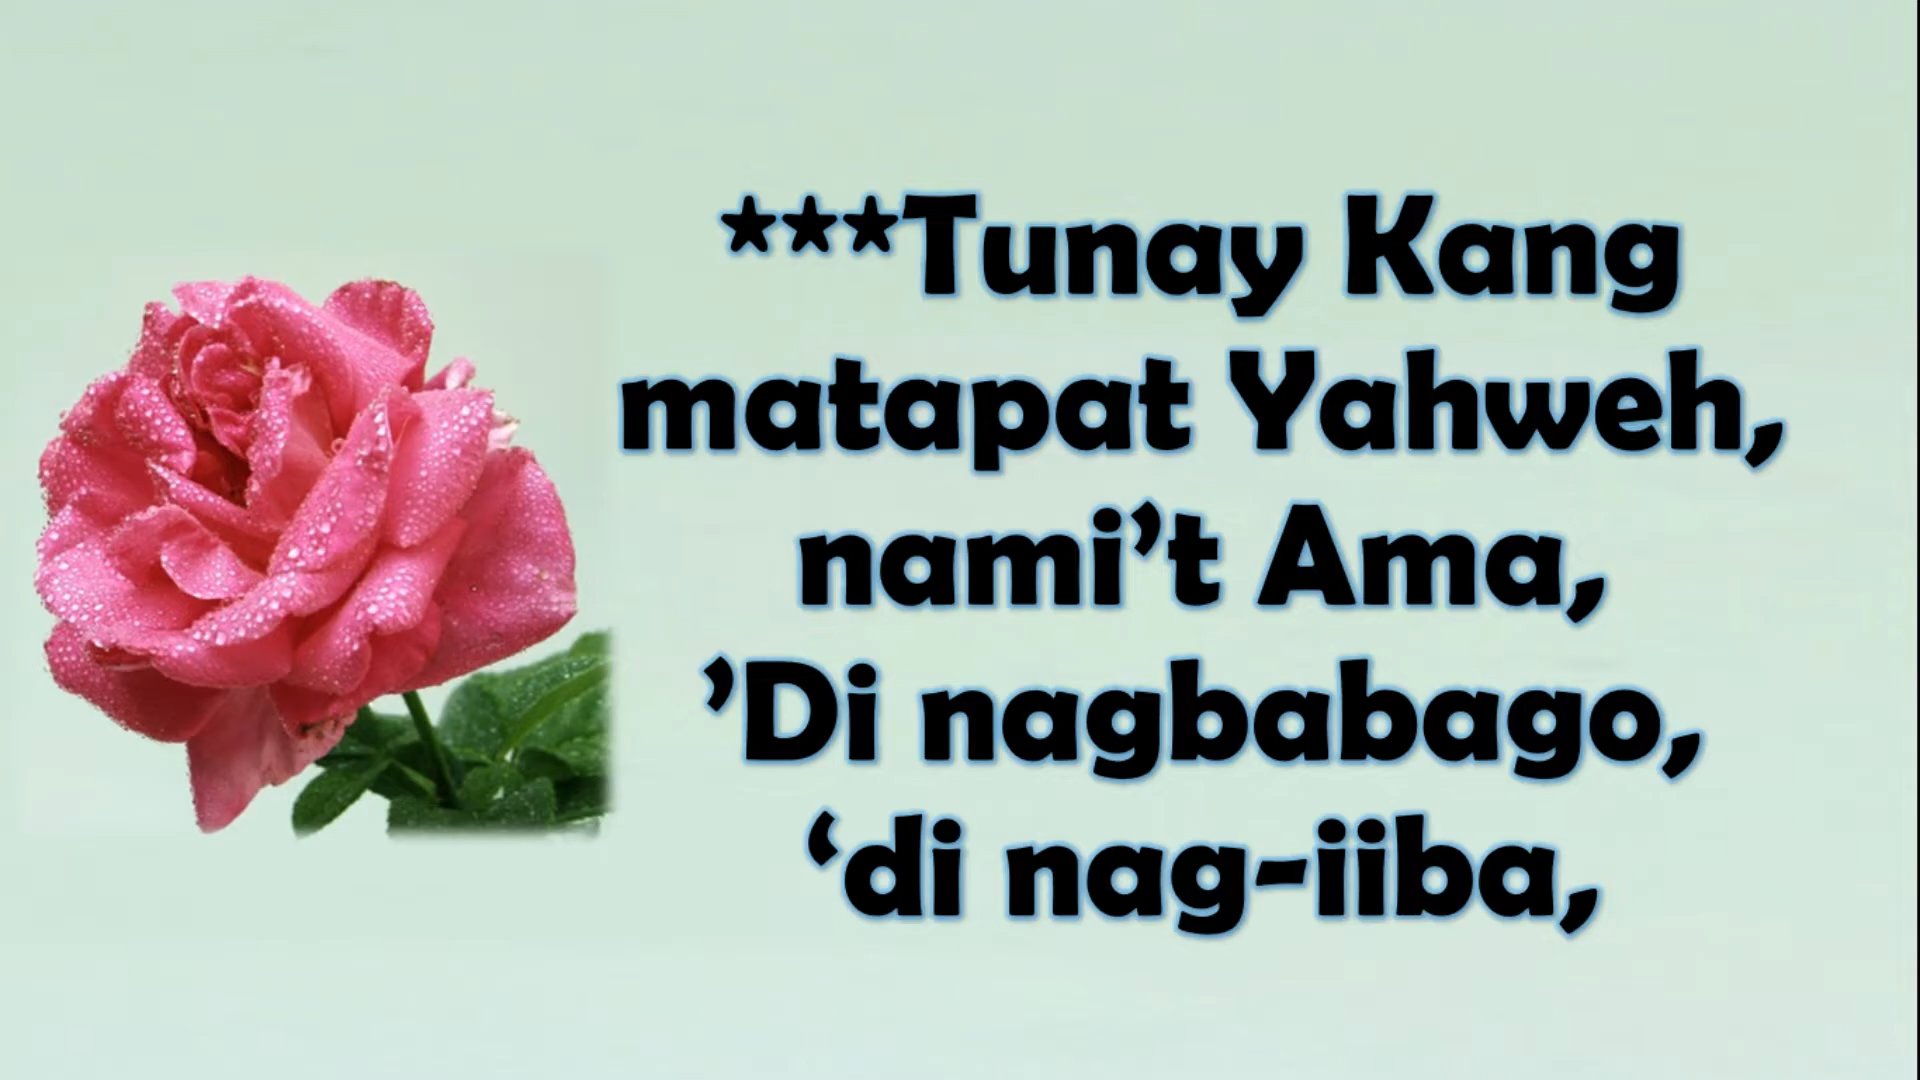 ***Tunay Kang
matapat Yahweh,
nami’t Ama,
’Di nagbabago,
‘di nag-iiba,